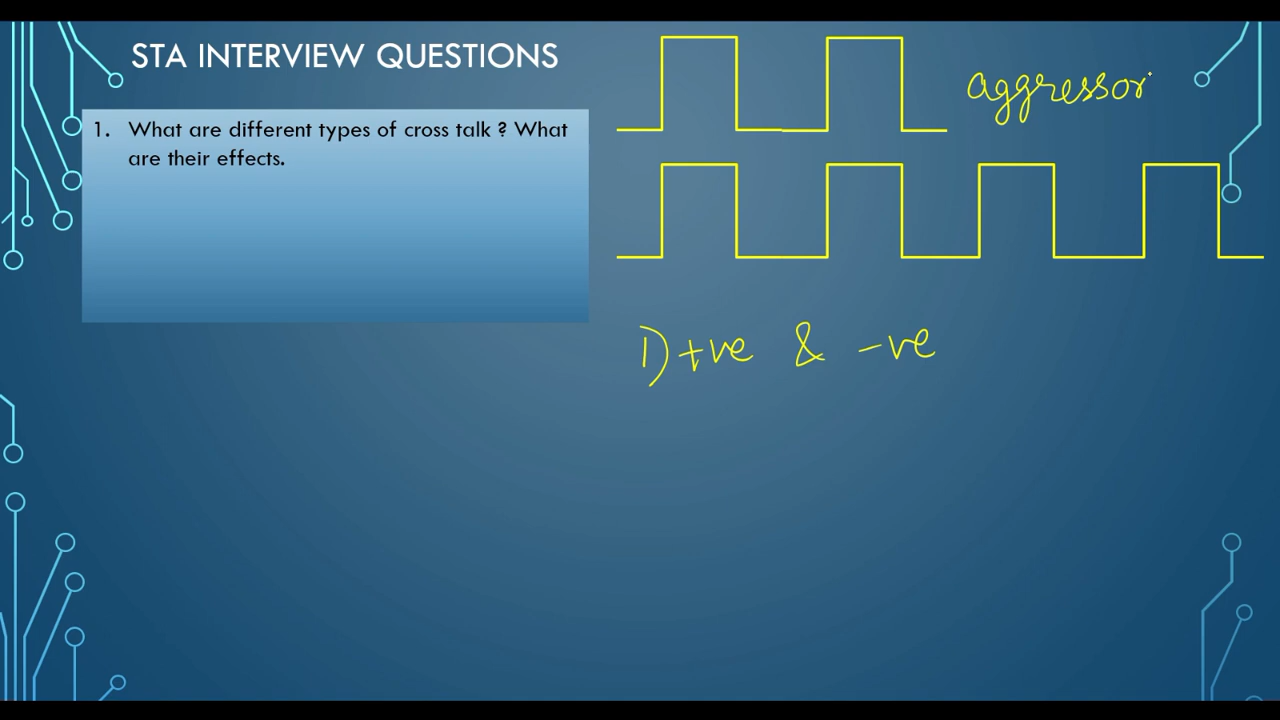 STA INTERVIEW QUESTIONS
1. What are different types of cross talk ? What
are their effects.
aggressor
1) +ve & -ve